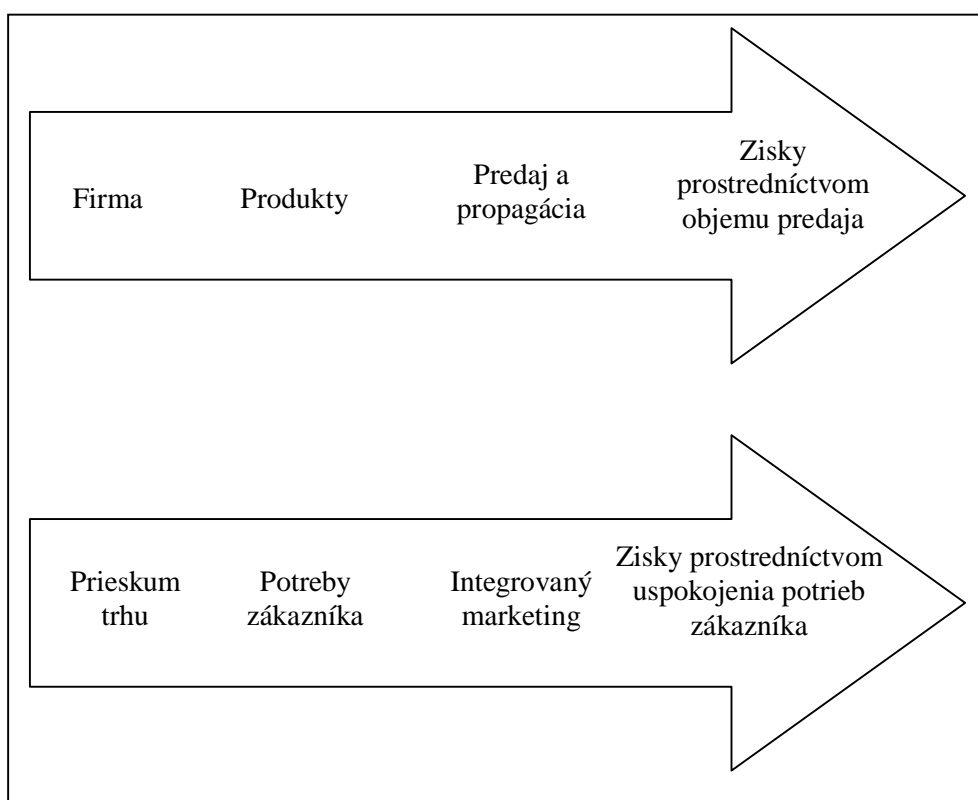 Firma
Produkty
Predaj a
propagácia
Zisky
prostredníctvom
objemu predaja
Prieskum
trhu
Potreby
zákazníka
Integrovaný
marketing
Zisky prostredníctvom
uspokojenia potrieb
zákazníka